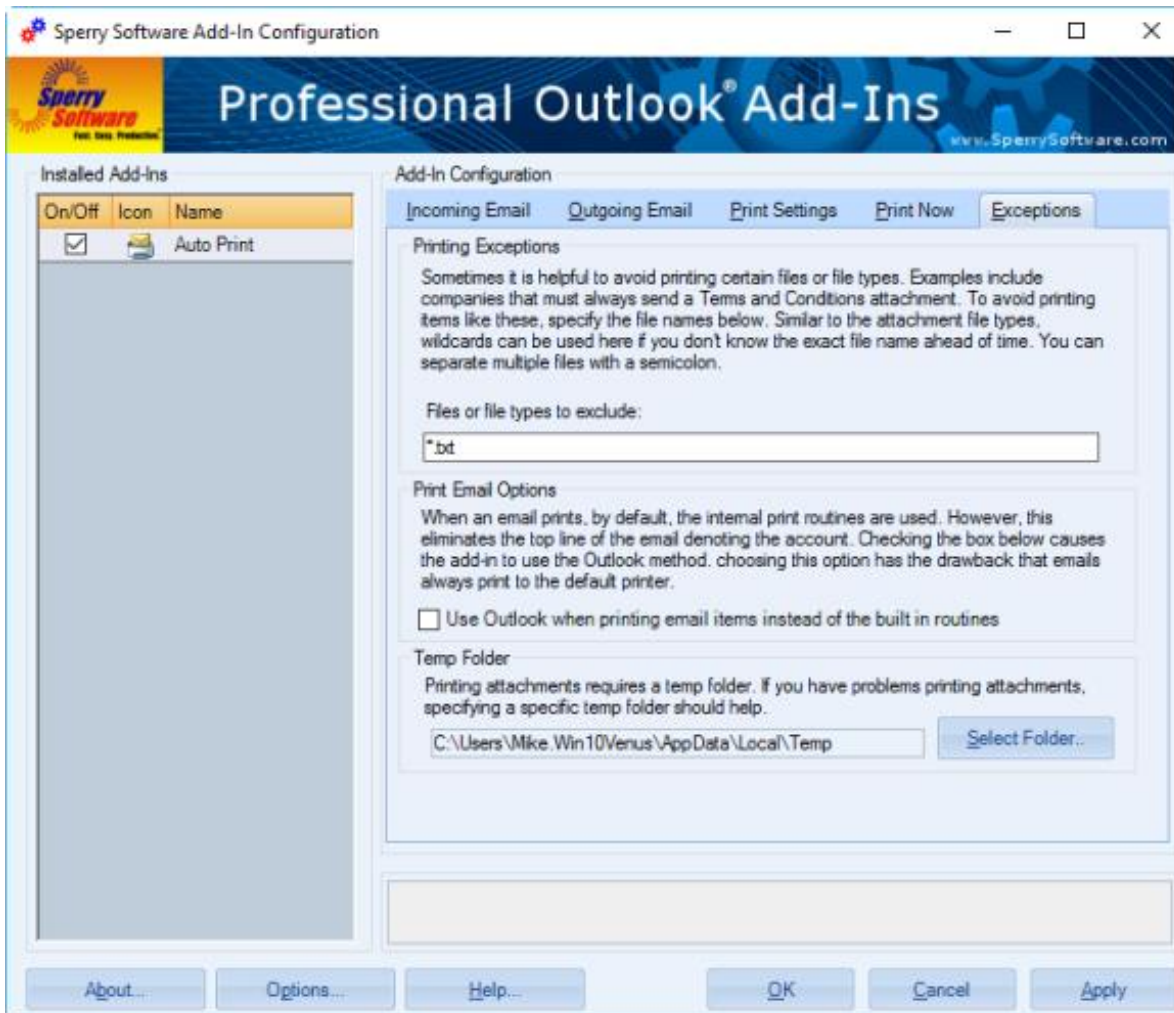 Sperry Software Add-In Configuration
Sperry
Software
Fast. Easy. Productive.
Professional Outlook® Add-Ins
www.SperrySoftware.com
Installed Add-Ins
On/Off Icon Name
Auto Print
Add-In Configuration
Incoming Email Outgoing Email Print Settings Print Now Exceptions
Printing Exceptions
Sometimes it is helpful to avoid printing certain files or file types. Examples include
companies that must always send a Terms and Conditions attachment. To avoid printing
items like these, specify the file names below. Similar to the attachment file types,
wildcards can be used here if you don't know the exact file name ahead of time. You can
separate multiple files with a semicolon.
Files or file types to exclude:
*.txt
Print Email Options
When an email prints, by default, the internal print routines are used. However, this
eliminates the top line of the email denoting the account. Checking the box below causes
the add-in to use the Outlook method. choosing this option has the drawback that emails
always print to the default printer.
Use Outlook when printing email items instead of the built in routines
Temp Folder
Printing attachments requires a temp folder. If you have problems printing attachments,
specifying a specific temp folder should help.
C:\Users\Mike.Win10Venus\AppData\Local\Temp
Select Folder..
About... Options... Help... OK Cancel Apply